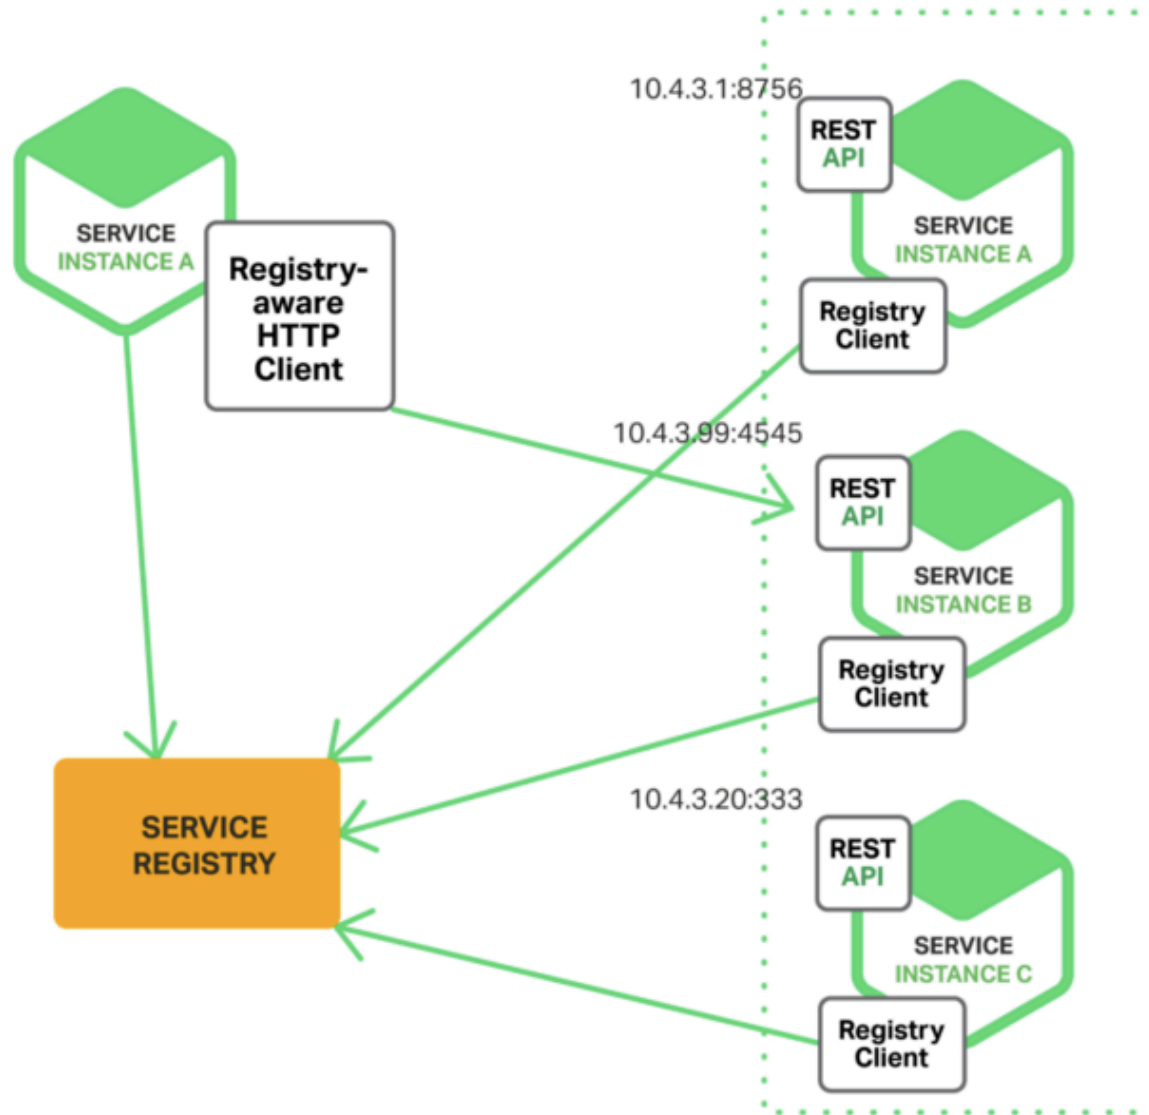 10.4.3.1:8756
REST
API
SERVICE
INSTANCE A
Registry
Client
SERVICE
INSTANCE A
Registry-
aware
HTTP
Client
10.4.3.99:4545
REST
API
SERVICE
INSTANCE B
Registry
Client
10.4.3.20:333
REST
API
SERVICE
INSTANCE C
Registry
Client
SERVICE
REGISTRY